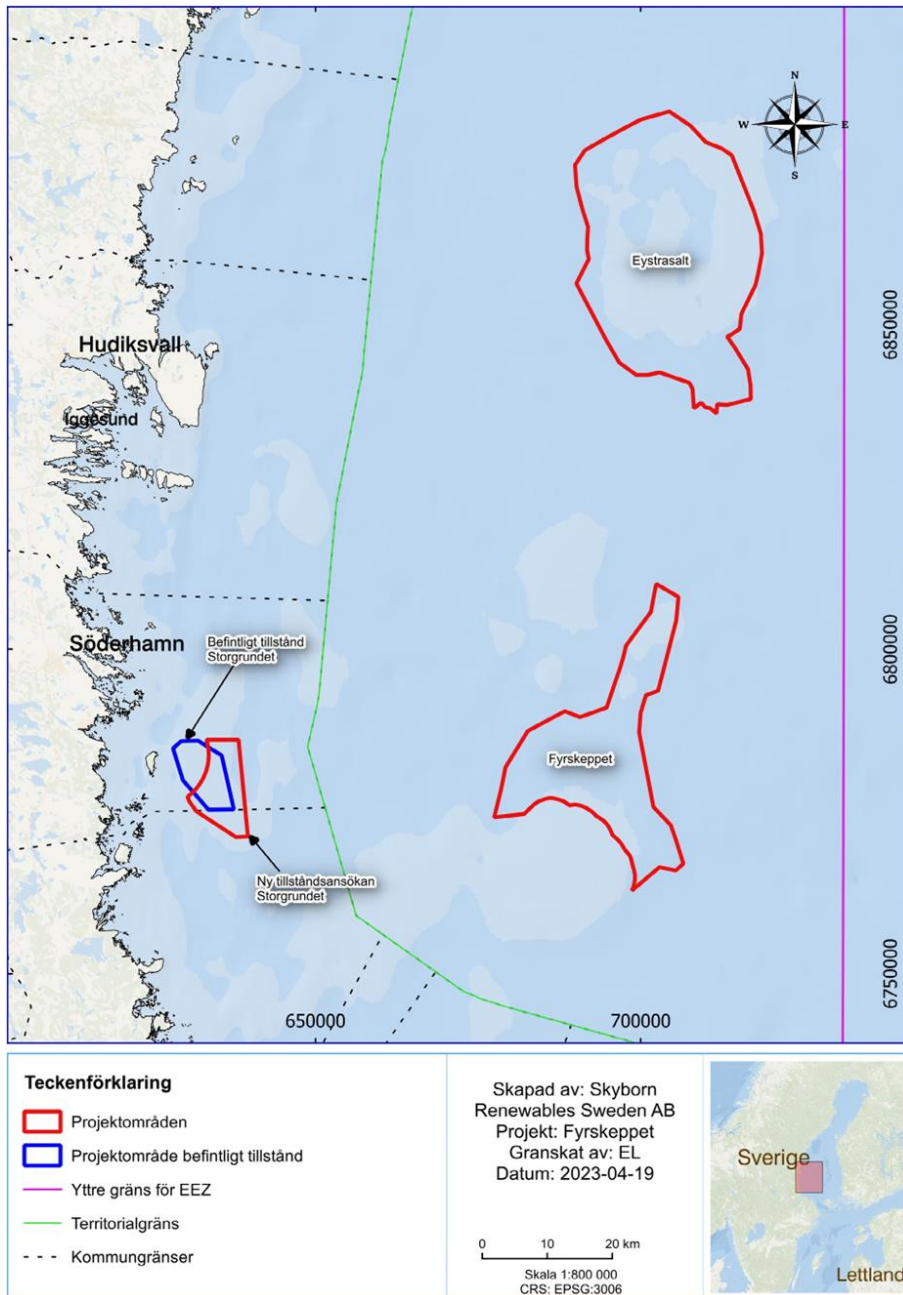 N
W
E
S
Eystrasalt
6850000
Hudiksvall
Iggesund
Söderhamn
Befintligt tillstånd
Storgrundet
6800000
Fyrskeppet
Ny tillståndsansökan
Storgrundet
6750000
650000
700000
Teckenförklaring
Projektområden
Projektområde befintligt tillstånd
Yttre gräns för EEZ
Territorialgräns
Kommungränser
Skapad av: Skyborn
Renewables Sweden AB
Projekt: Fyrskeppet
Granskat av: EL
Datum: 2023-04-19
0 10 20 km
Skala 1:800 000
CRS: EPSG:3006
Sverige
Lettland